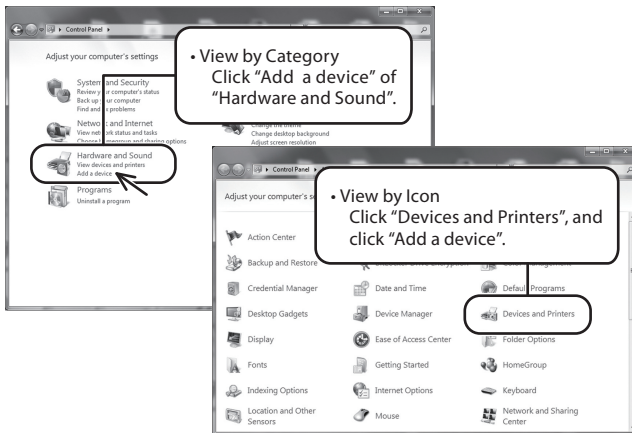 Control Panel
Adjust your computer's settings
• View by Category
Click "Add a device" of
"Hardware and Sound".
System and Security
Review your computer's status
Back up your computer
Find and fix problems
Network and Internet
View network status and tasks
Choose homegroup and sharing options
Hardware and Sound
View devices and printers
Add a device
Programs
Uninstall a program
Change the theme
Change desktop background
Adjust screen resolution
Control Panel
Adjust your computer's
• View by Icon
Click "Devices and Printers", and
click "Add a device".
Action Center
Backup and Restore
Credential Manager
Date and Time
Default Programs
Desktop Gadgets
Device Manager
Devices and Printers
Display
Ease of Access Center
Folder Options
Fonts
Getting Started
HomeGroup
Indexing Options
Internet Options
Keyboard
Location and Other
Sensors
Mouse
Network and Sharing
Center